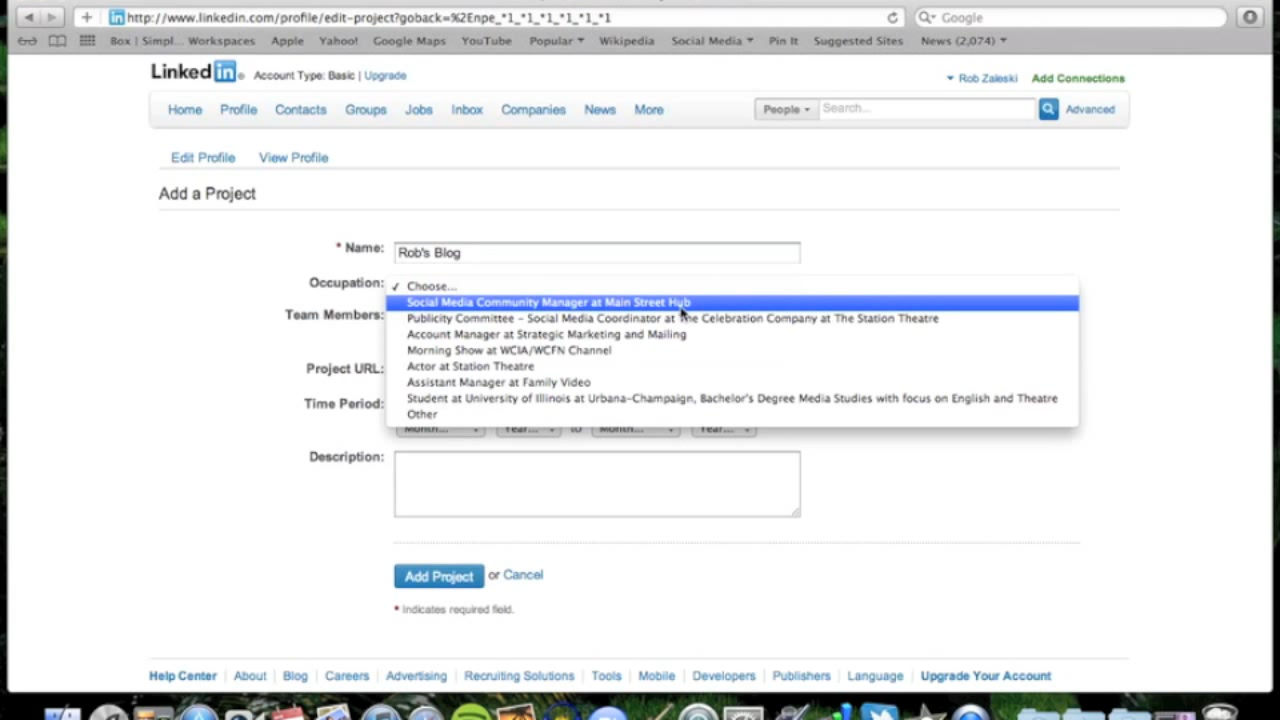 http://www.linkedin.com/profile/edit-project?goback=%2Enpe_*1_*1_*1_*1_*1_*1
Google
Box | Simpl... Workspaces Apple Yahoo! Google Maps YouTube Popular Wikipedia Social Media Pin It Suggested Sites News (2,074)
Linked in Account Type: Basic | Upgrade
Rob Zaleski Add Connections
Home Profile Contacts Groups Jobs Inbox Companies News More People Search... Advanced
Edit Profile View Profile
Add a Project
* Name: Rob's Blog
Occupation: ✓ Choose...
Social Media Community Manager at Main Street Hub
Team Members: Publicity Committee - Social Media Coordinator at The Celebration Company at The Station Theatre
Account Manager at Strategic Marketing and Mailing
Morning Show at WCIA/WCFN Channel
Project URL: Actor at Station Theatre
Assistant Manager at Family Video
Time Period: Student at University of Illinois at Urbana-Champaign, Bachelor's Degree Media Studies with focus on English and Theatre
Other
Month... Year... to Month... Year...
Description:
Add Project or Cancel
* Indicates required field.
Help Center | About | Blog | Careers | Advertising | Recruiting Solutions | Tools | Mobile | Developers | Publishers | Language | Upgrade Your Account